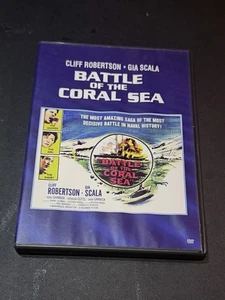 CLIFF ROBERTSON • GIA SCALA
BATTLE
OF THE
CORAL SEA
THE MOST AMAZING SAGA OF THE MOST
DECISIVE BATTLE IN NAVAL HISTORY!
BATTLE
OF THE
CORAL SEA
CLIFF GIA
ROBERTSON SCALA
DVD